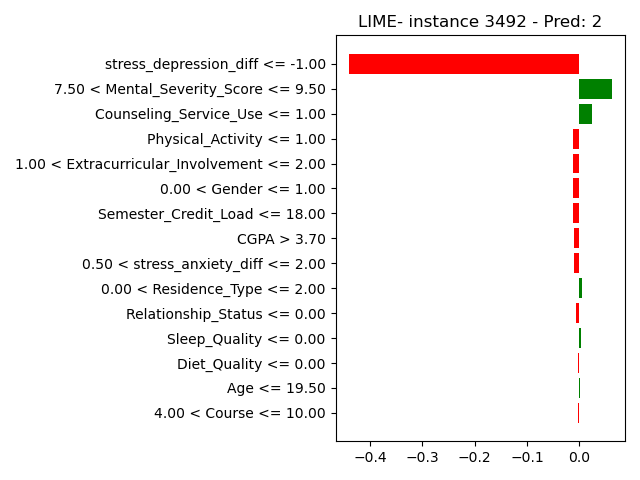 LIME- instance 3492 - Pred: 2
stress_depression_diff <= -1.00
7.50 < Mental_Severity_Score <= 9.50
Counseling_Service_Use <= 1.00
Physical_Activity <= 1.00
1.00 < Extracurricular_Involvement <= 2.00
0.00 < Gender <= 1.00
Semester_Credit_Load <= 18.00
CGPA > 3.70
0.50 < stress_anxiety_diff <= 2.00
0.00 < Residence_Type <= 2.00
Relationship_Status <= 0.00
Sleep_Quality <= 0.00
Diet_Quality <= 0.00
Age <= 19.50
4.00 < Course <= 10.00
−0.4 −0.3 −0.2 −0.1 0.0